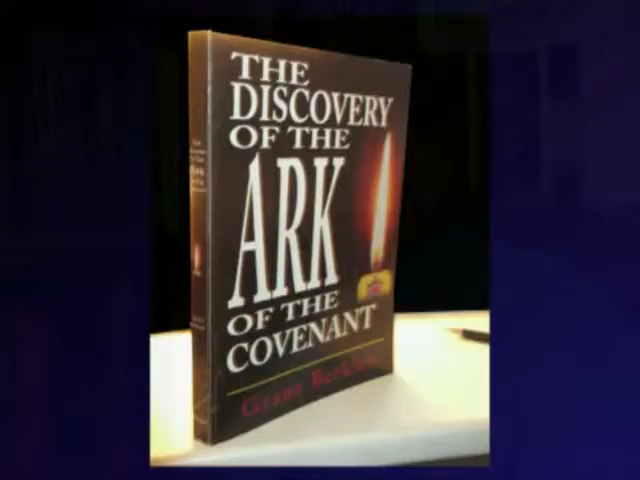 THE
DISCOVERY
OF THE
ARK
OF THE
COVENANT
Grant